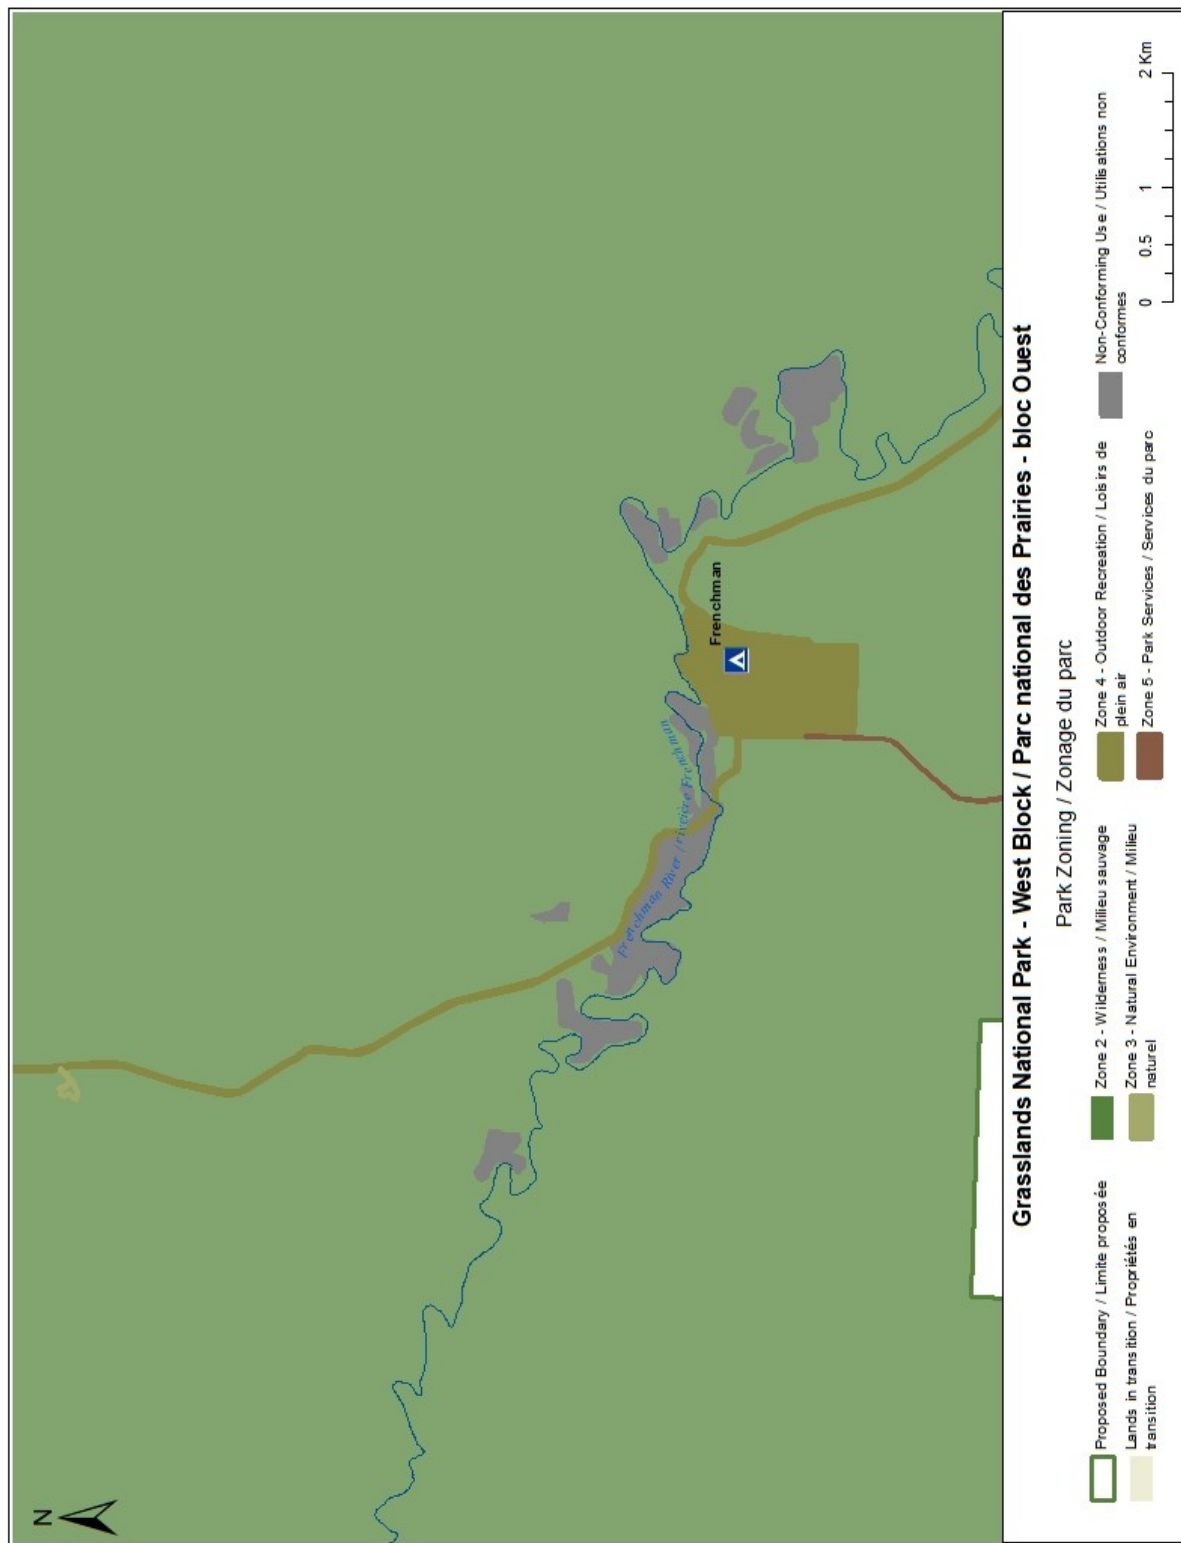 N
Frenchman
Frenchman River / rivière Frenchman
Grasslands National Park - West Block / Parc national des Prairies - bloc Ouest
Park Zoning / Zonage du parc
Proposed Boundary / Limite proposée
Lands in transition / Propriétés en
transition
Zone 2 - Wilderness / Milieu sauvage
Zone 3 - Natural Environment / Milieu
naturel
Zone 4 - Outdoor Recreation / Loisirs de
plein air
Zone 5 - Park Services / Services du parc
Non-Conforming Use / Utilisations non
conformes
0 0.5 1 2 Km